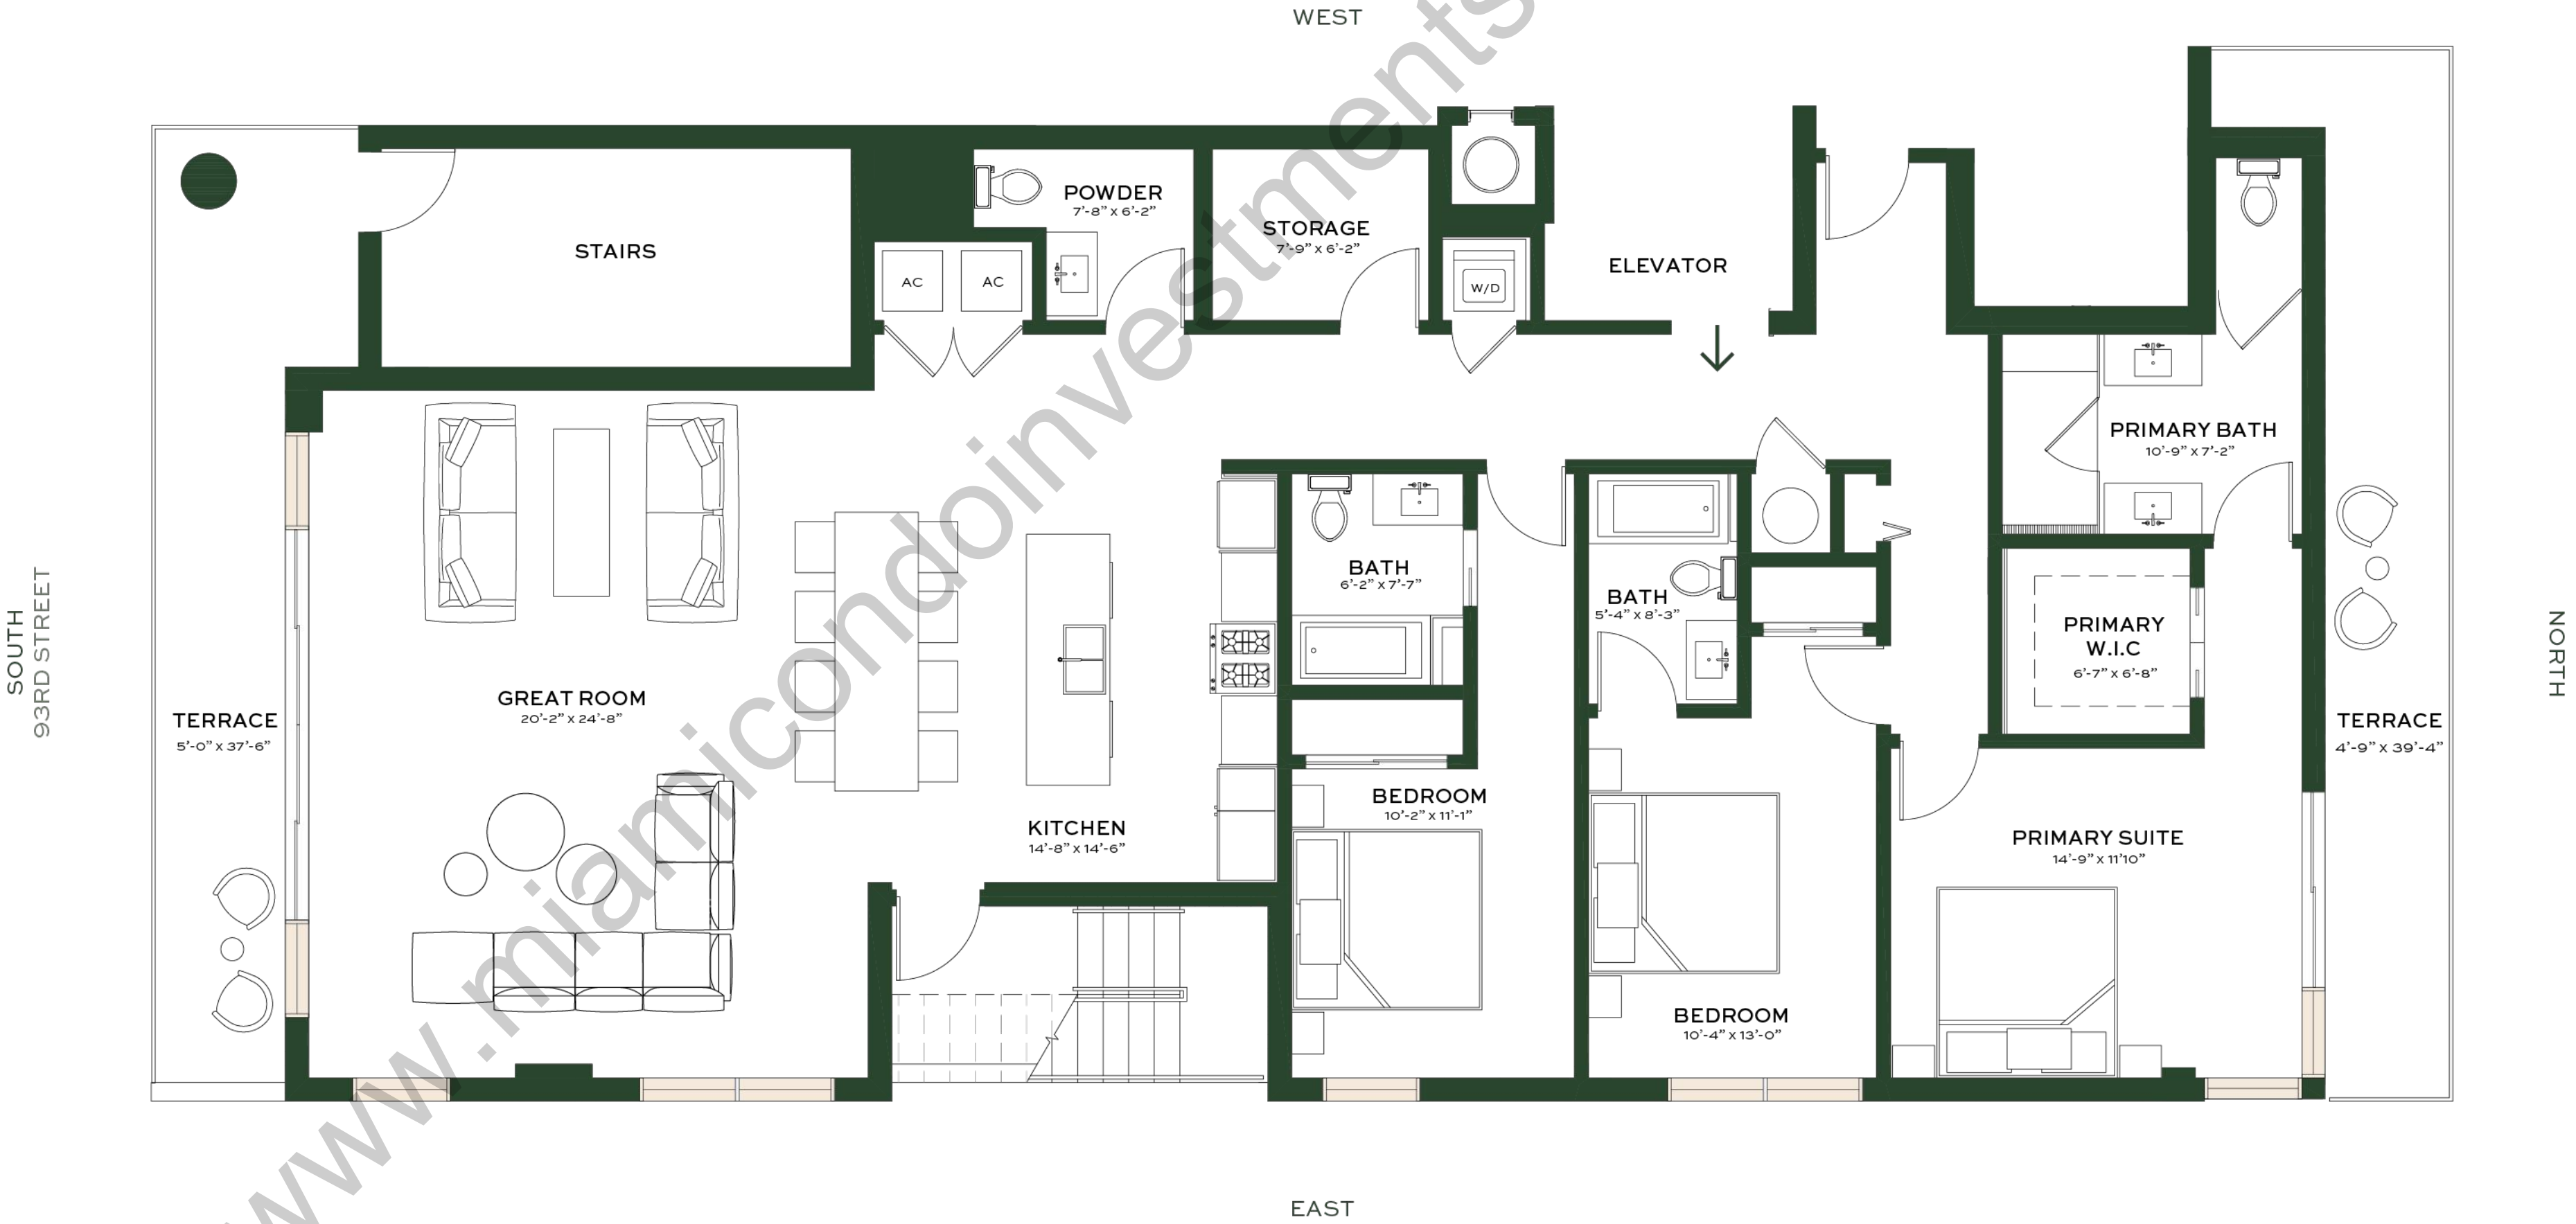 WEST
POWDER
7'-8" x 6'-2"
STORAGE
7'-9" x 6'-2"
STAIRS
ELEVATOR
AC
AC
W/D
PRIMARY BATH
10'-9" x 7'-2"
BATH
6'-2" x 7'-7"
BATH
5'-4" x 8'-3"
PRIMARY
W.I.C
6'-7" x 6'-8"
SOUTH
93RD STREET
NORTH
TERRACE
5'-0" x 37'-6"
GREAT ROOM
20'-2" x 24'-8"
TERRACE
4'-9" x 39'-4"
KITCHEN
14'-8" x 14'-6"
BEDROOM
10'-2" x 11'-1"
PRIMARY SUITE
14'-9" x 11'10"
BEDROOM
10'-4" x 13'-0"
EAST
www.miamicondoinvestments